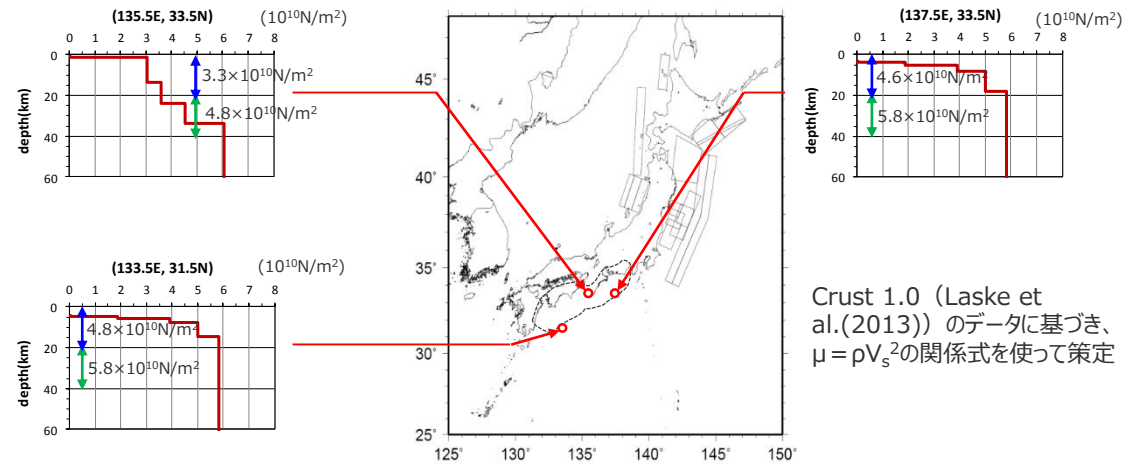 (135.5E, 33.5N) (10¹⁰N/m²)
0 1 2 3 4 5 6 7 8
0
20
40
60
depth(km)
3.3×10¹⁰N/m²
4.8×10¹⁰N/m²
(133.5E, 31.5N) (10¹⁰N/m²)
0 1 2 3 4 5 6 7 8
0
20
40
60
depth(km)
4.8×10¹⁰N/m²
5.8×10¹⁰N/m²
45˚
40˚
35˚
30˚
25˚
125˚ 130˚ 135˚ 140˚ 145˚ 150˚
(137.5E, 33.5N) (10¹⁰N/m²)
0 1 2 3 4 5 6 7 8
0
20
40
60
depth(km)
4.6×10¹⁰N/m²
5.8×10¹⁰N/m²
Crust 1.0（Laske et
al.(2013)）のデータに基づき、
μ＝ρVₛ²の関係式を使って策定